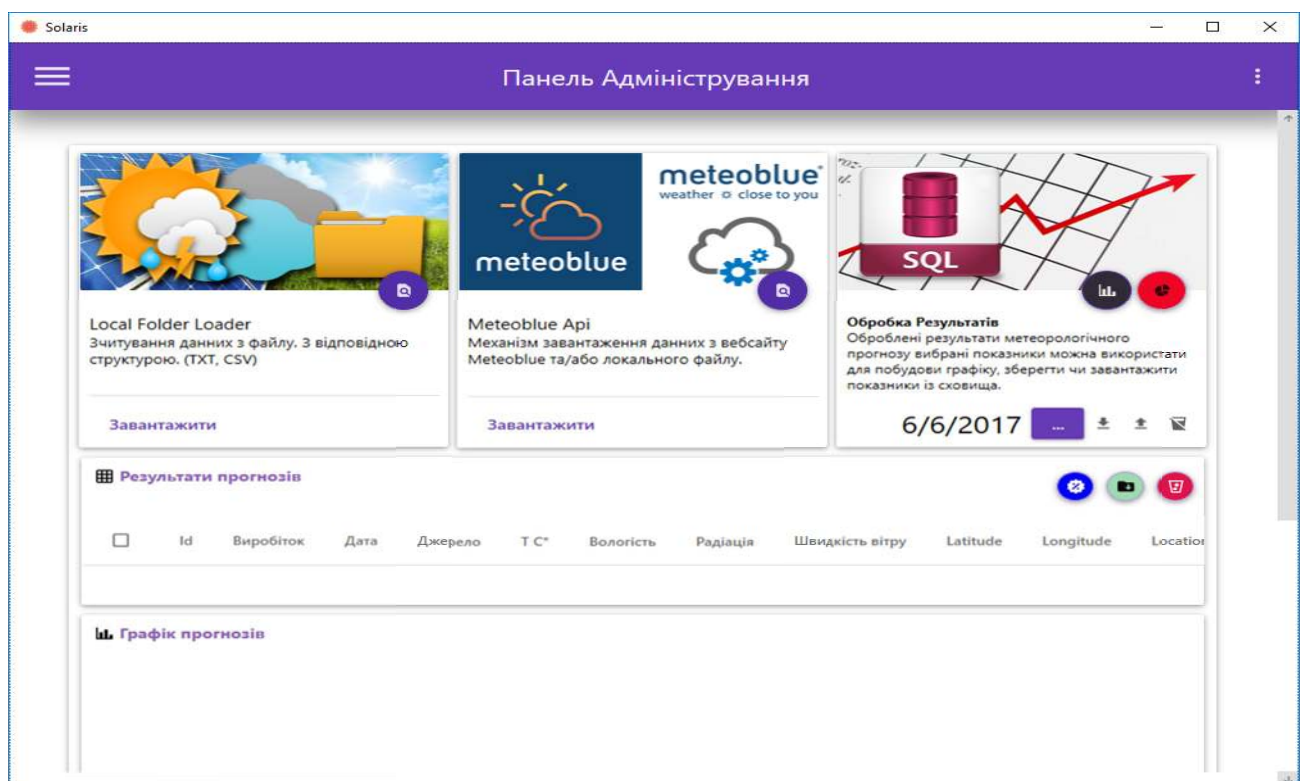 Solaris
Панель Адміністрування
meteoblue
meteoblue®
weather ☼ close to you
SQL
Local Folder Loader
Зчитування данних з файлу. З відповідною
структурою. (TXT, CSV)
Завантажити
Meteoblue Api
Механізм завантаження данних з вебсайту
Meteoblue та/або локального файлу.
Завантажити
Обробка Результатів
Оброблені результати метеорологічного
прогнозу вибрані показники можна використати
для побудови графіку, зберегти чи завантажити
показники із сховища.
6/6/2017 ...
Результати прогнозів
Id Виробіток Дата Джерело T C° Вологість Радіація Швидкість вітру Latitude Longitude Location
Графік прогнозів